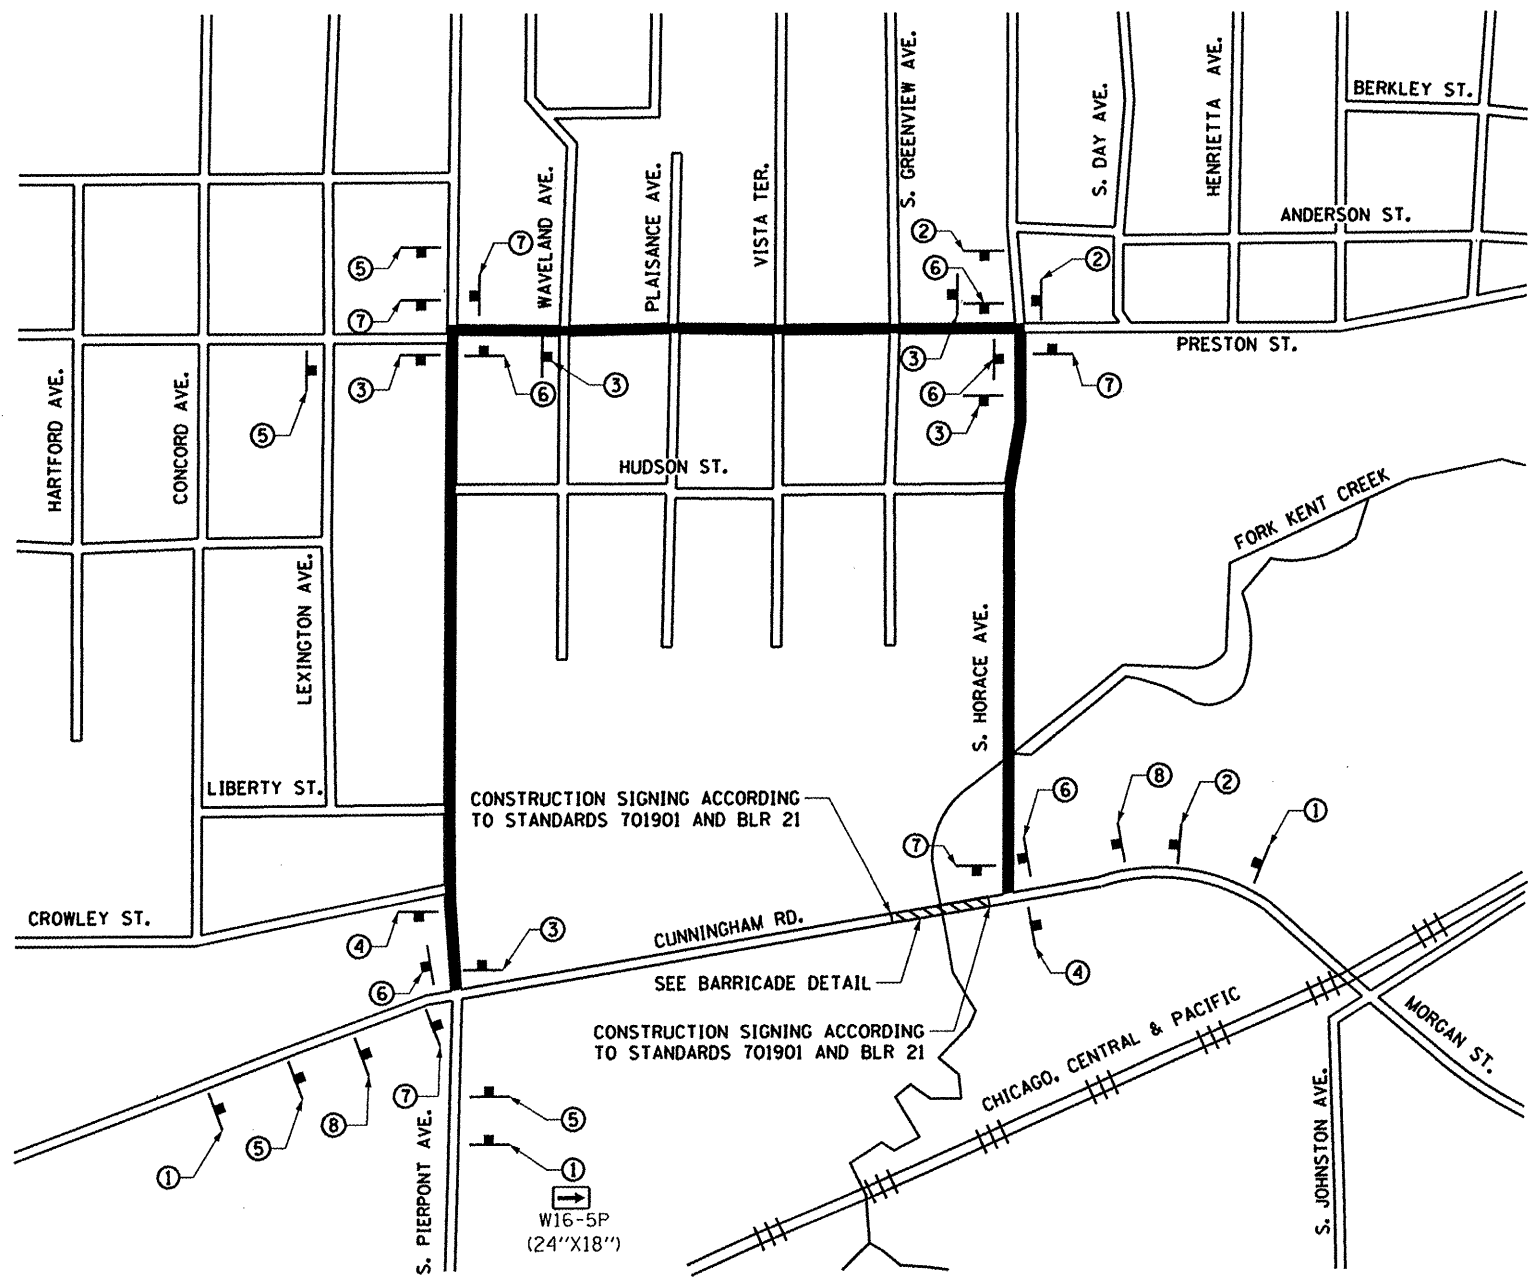 BERKLEY ST.
S. GREENVIEW AVE.
HENRIETTA AVE.
S. DAY AVE.
WAVELAND AVE.
PLAISANCE AVE.
VISTA TER.
ANDERSON ST.
2
7
2
5
6
7
PRESTON ST.
3
3
6
6
3
7
HARTFORD AVE.
CONCORD AVE.
5
3
HUDSON ST.
FORK KENT CREEK
LEXINGTON AVE.
S. HORACE AVE.
LIBERTY ST.
CONSTRUCTION SIGNING ACCORDING
TO STANDARDS 701901 AND BLR 21
6
8
2
1
7
CROWLEY ST.
4
3
CUNNINGHAM RD.
6
SEE BARRICADE DETAIL
4
CONSTRUCTION SIGNING ACCORDING
TO STANDARDS 701901 AND BLR 21
CHICAGO, CENTRAL & PACIFIC
MORGAN ST.
7
8
5
1
5
1
S. PIERPONT AVE.
S. JOHNSTON AVE.
W16-5P
(24"X18")